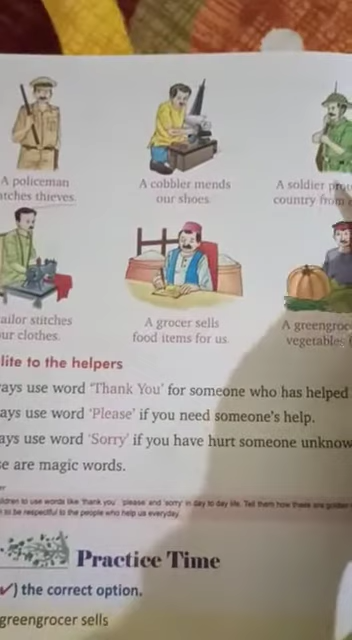 A policeman
atches thieves.
A cobbler mends
our shoes.
A soldier
country from
ailor stitches
ur clothes.
A grocer sells
food items for us.
A greengroc
vegetables
lite to the helpers
ays use word 'Thank You' for someone who has helped
ays use word 'Please' if you need someone's help.
ays use word 'Sorry' if you have hurt someone unknow
e are magic words.
ldren to use words like 'thank you' 'please' and 'sorry' in day to day life. Tell them how these are golden
to be respectful to the people who help us everyday.
Practice Time
✓) the correct option.
greengrocer sells